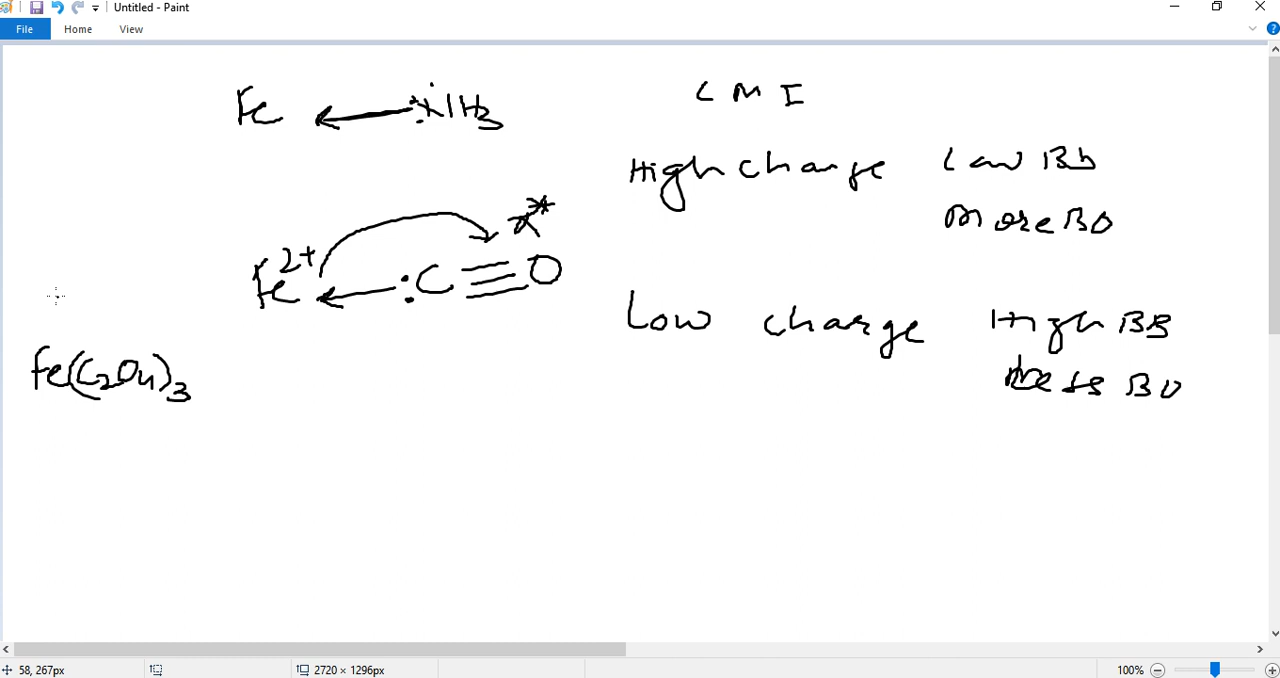 Untitled - Paint
File Home View
Fe ← :NH3
L M I
High charge Low BB
More BO
Fe2+ ← :C≡O π*
Low charge High BB
Less BO
Fe(C2O4)3
58, 267px 2720 × 1296px 100%